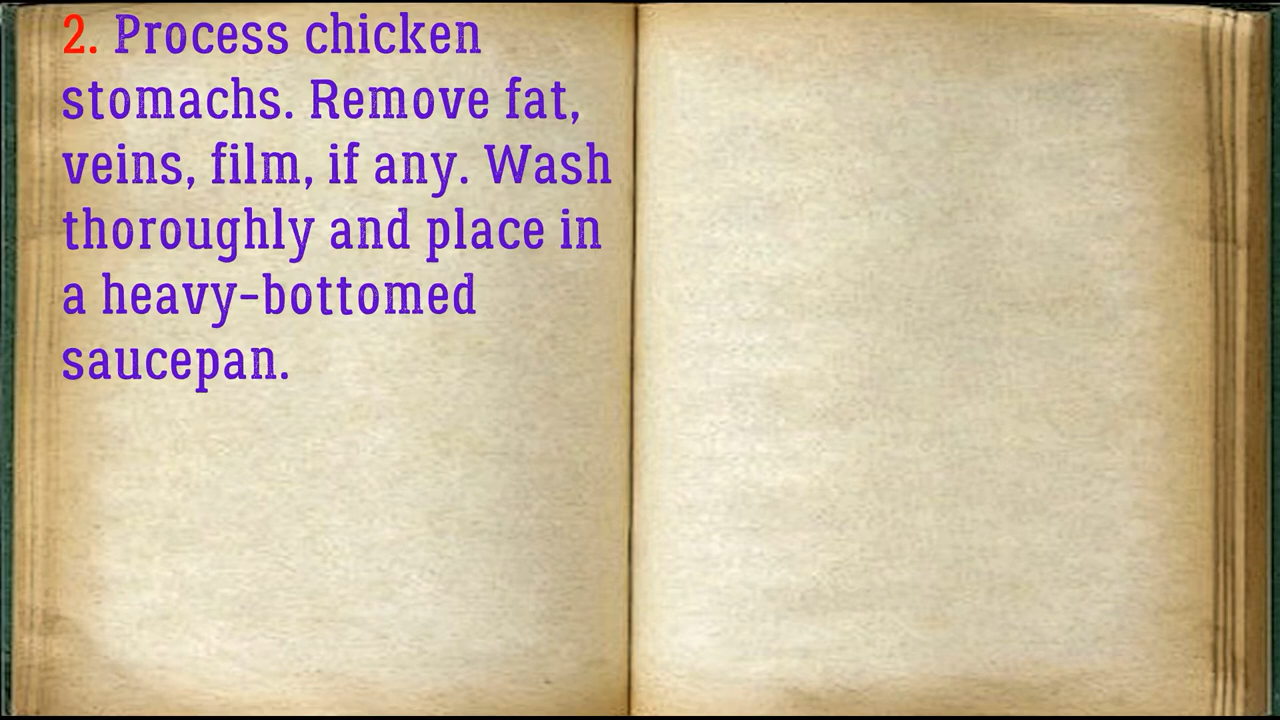 2. Process chicken
stomachs. Remove fat,
veins, film, if any. Wash
thoroughly and place in
a heavy-bottomed
saucepan.